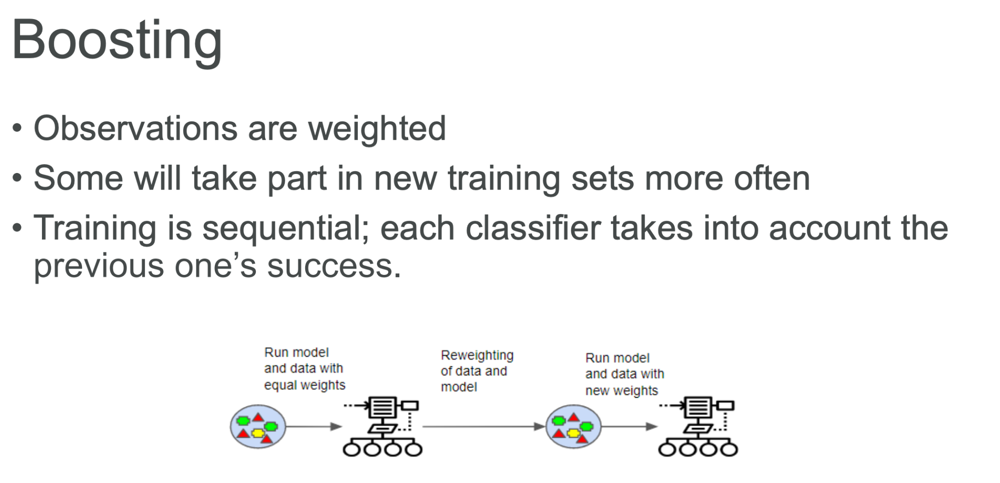 Boosting
• Observations are weighted
• Some will take part in new training sets more often
• Training is sequential; each classifier takes into account the
previous one’s success.
Run model
and data with
equal weights
Reweighting
of data and
model
Run model
and data with
new weights